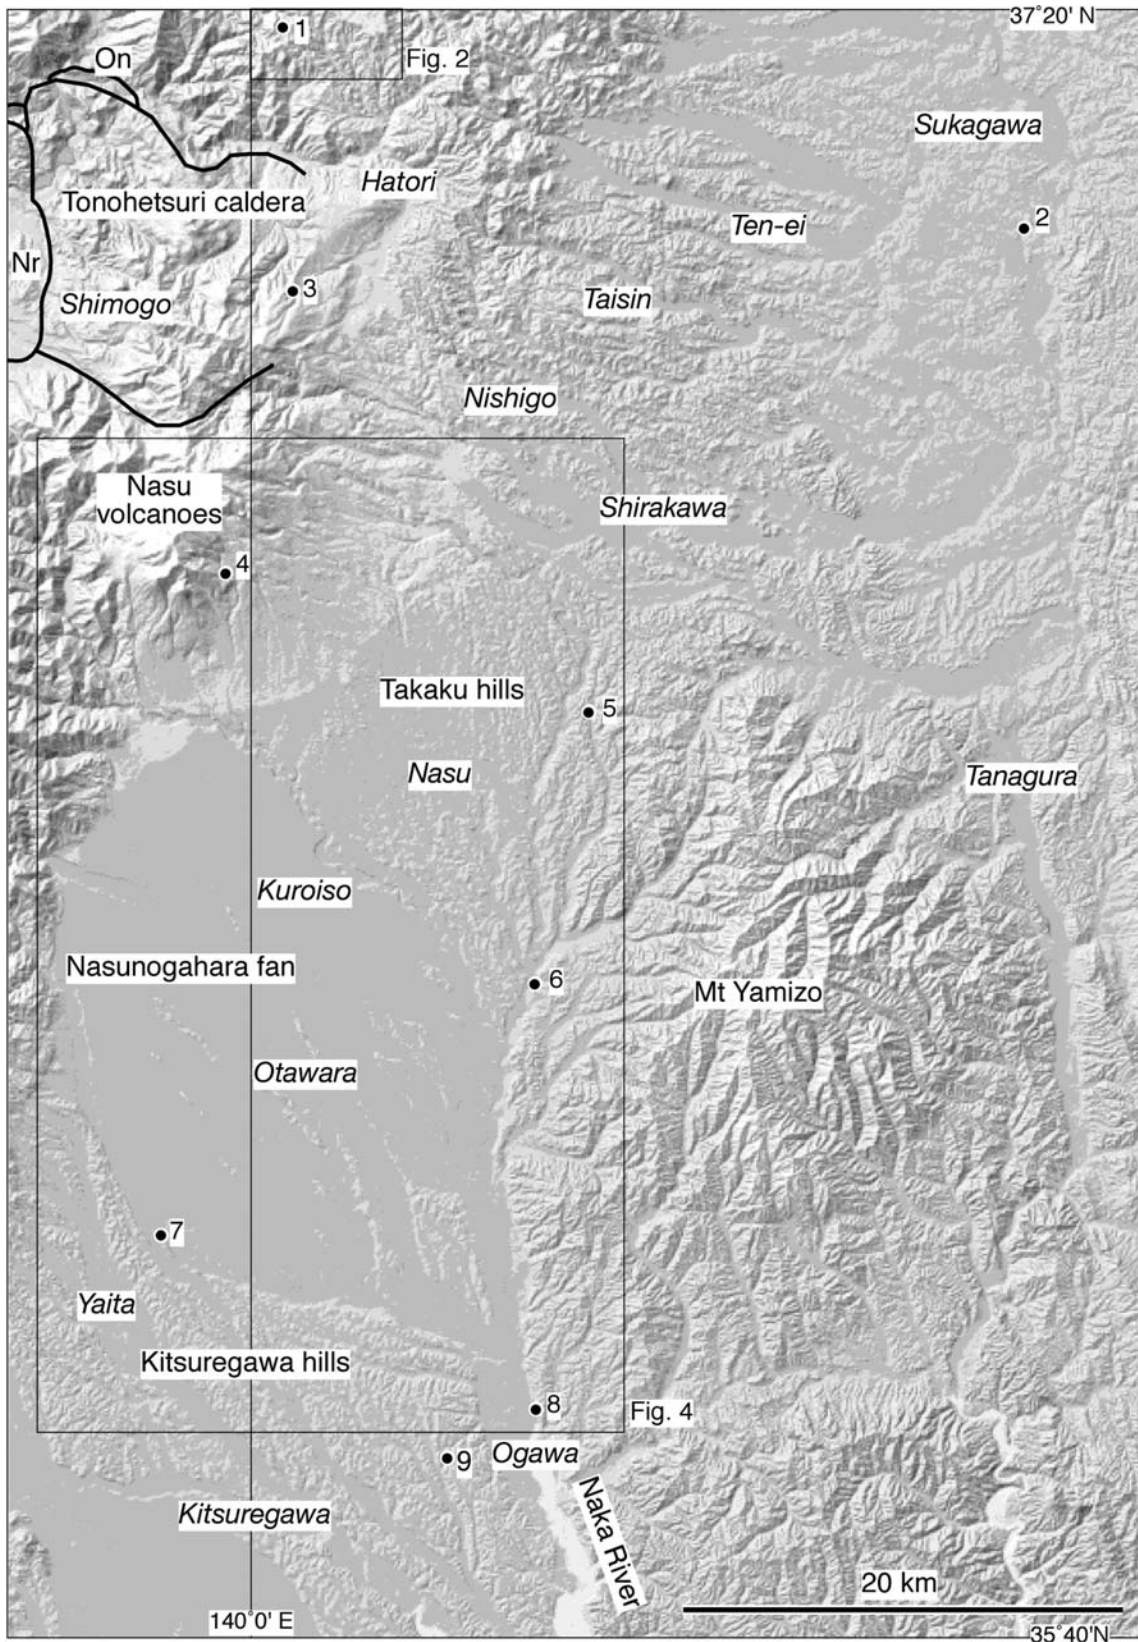 37°20' N
1
Fig. 2
On
Sukagawa
Hatori
Tonohetsuri caldera
Ten-ei
2
Nr
Shimogo
3
Taisin
Nishigo
Nasu
volcanoes
Shirakawa
4
Takaku hills
5
Nasu
Tanagura
Kuroiso
Nasunogahara fan
6
Mt Yamizo
Otawara
7
Yaita
Kitsuregawa hills
8
Fig. 4
Ogawa
9
Kitsuregawa
Naka River
20 km
140°0' E
35°40'N